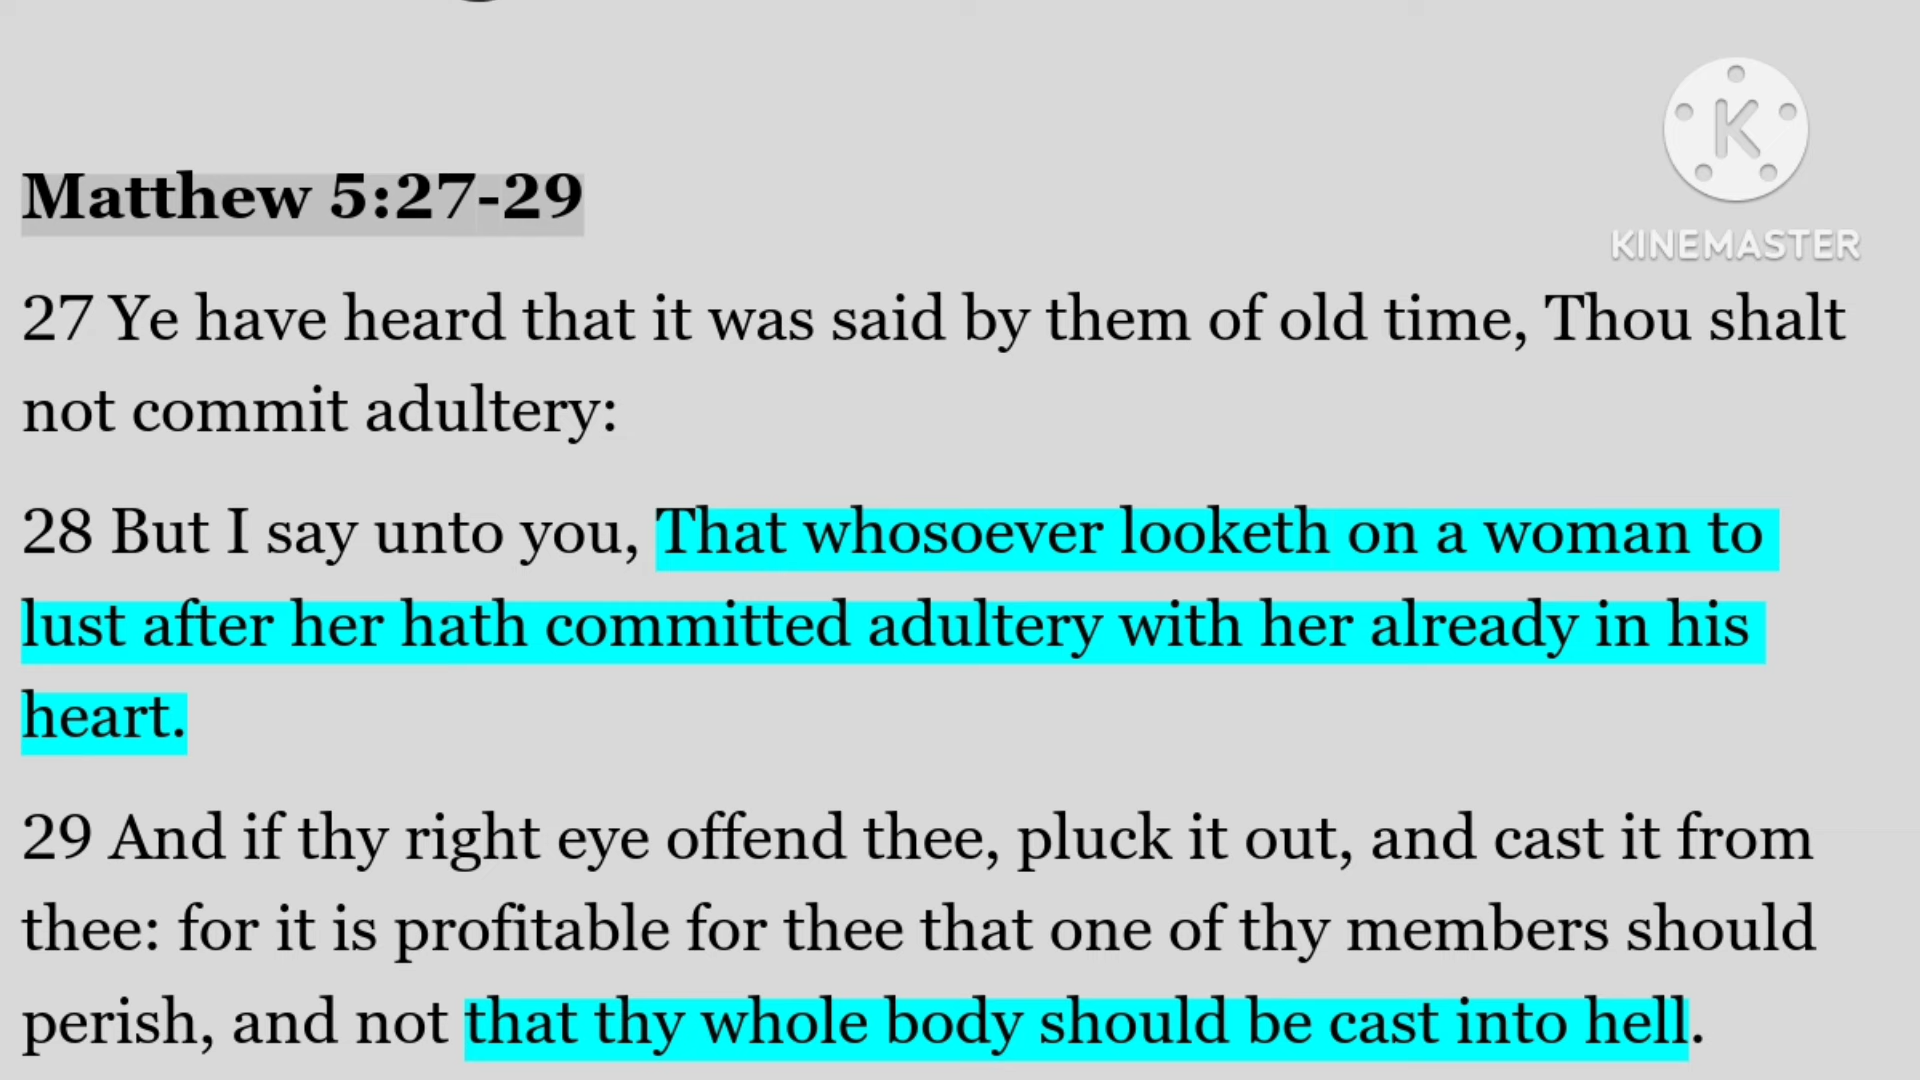 K
KINEMASTER
Matthew 5:27-29
27 Ye have heard that it was said by them of old time, Thou shalt
not commit adultery:
28 But I say unto you, That whosoever looketh on a woman to
lust after her hath committed adultery with her already in his
heart.
29 And if thy right eye offend thee, pluck it out, and cast it from
thee: for it is profitable for thee that one of thy members should
perish, and not that thy whole body should be cast into hell.